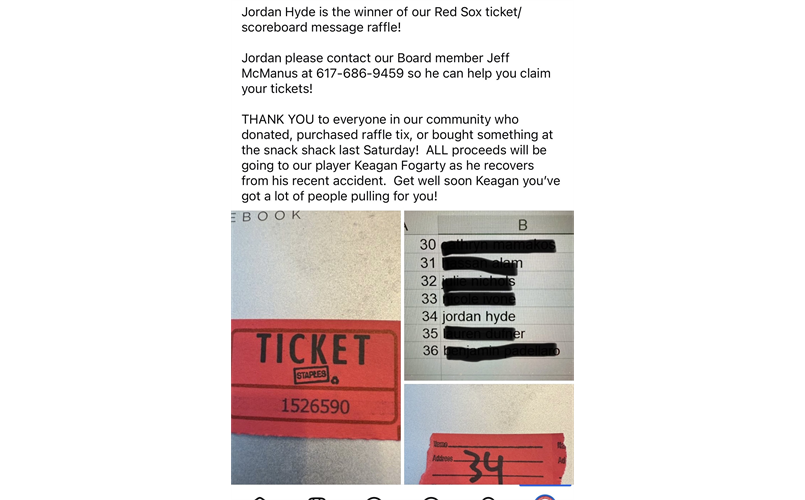 Jordan Hyde is the winner of our Red Sox ticket/
scoreboard message raffle!
Jordan please contact our Board member Jeff
McManus at 617-686-9459 so he can help you claim
your tickets!
THANK YOU to everyone in our community who
donated, purchased raffle tix, or bought something at
the snack shack last Saturday!  ALL proceeds will be
going to our player Keagan Fogarty as he recovers
from his recent accident.  Get well soon Keagan you’ve
got a lot of people pulling for you!
EBOOK
TICKET
STAPLES
1526590
B
30
31
32
33
34 jordan hyde
35
36
Name
Address
34